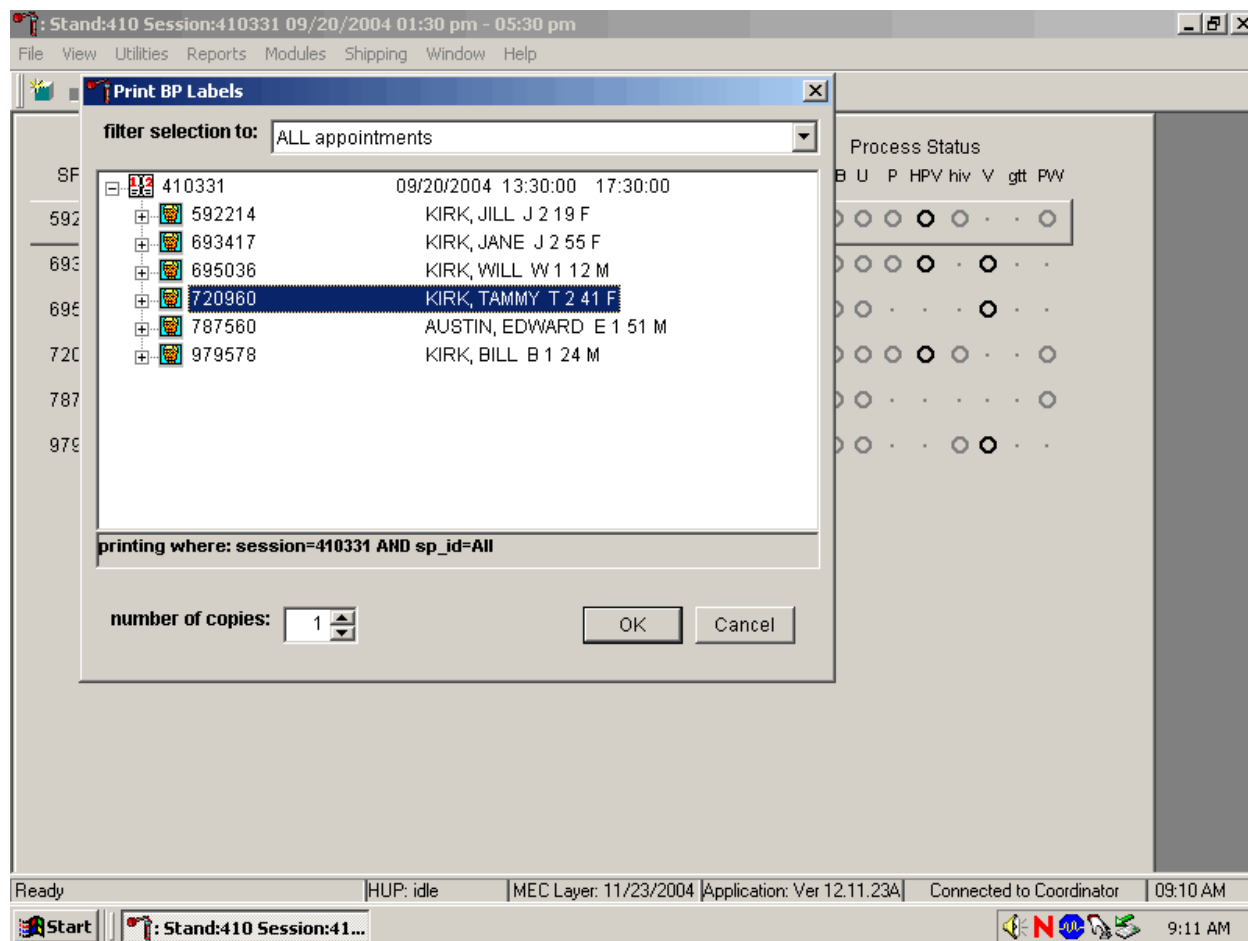 : Stand:410 Session:410331 09/20/2004 01:30 pm - 05:30 pm
File View Utilities Reports Modules Shipping Window Help
Print BP Labels
filter selection to: ALL appointments
Process Status
B U P HPV hiv V gtt PW
410331 09/20/2004 13:30:00 17:30:00
592 592214 KIRK, JILL J 2 19 F
693417 KIRK, JANE J 2 55 F
693 695036 KIRK, WILL W 1 12 M
695 720960 KIRK, TAMMY T 2 41 F
787560 AUSTIN, EDWARD E 1 51 M
720 979578 KIRK, BILL B 1 24 M
787
979
printing where: session=410331 AND sp_id=All
number of copies: 1 OK Cancel
Ready HUP: idle MEC Layer: 11/23/2004 Application: Ver 12.11.23A Connected to Coordinator 09:10 AM
Start : Stand:410 Session:41... N 9:11 AM